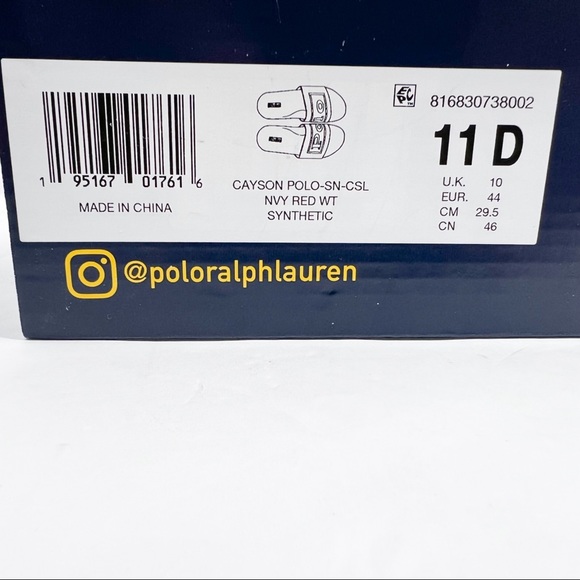 1 95167 01761 6
MADE IN CHINA
POLO
CAYSON POLO-SN-CSL
NVY RED WT
SYNTHETIC
816830738002
11 D
U.K. 10
EUR. 44
CM 29.5
CN 46
@poloralphlauren